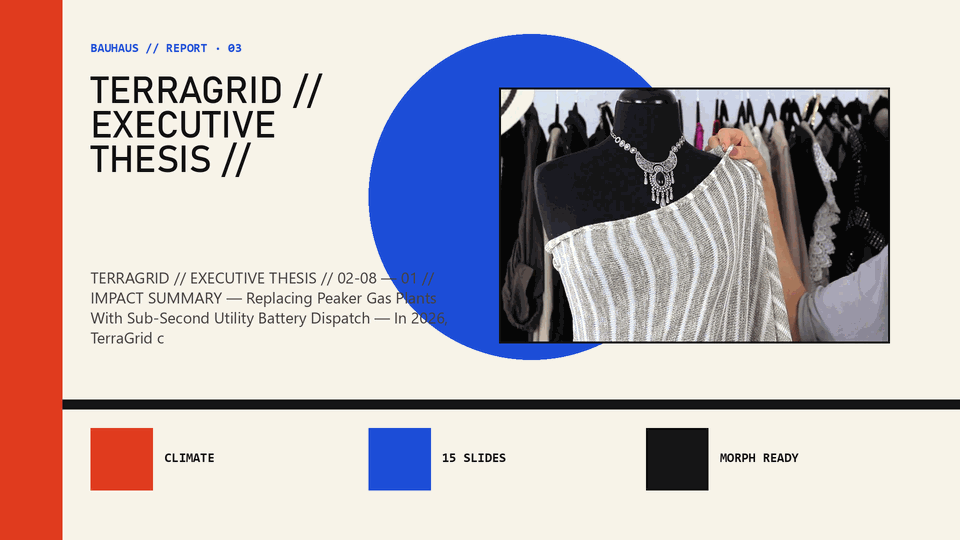 BAUHAUS // REPORT · 03
TERRAGRID //
EXECUTIVE
THESIS //
TERRAGRID // EXECUTIVE THESIS // 02-08 — 01 //
IMPACT SUMMARY — Replacing Peaker Gas Plants
With Sub-Second Utility Battery Dispatch — In 2026,
TerraGrid c
CLIMATE
15 SLIDES
MORPH READY